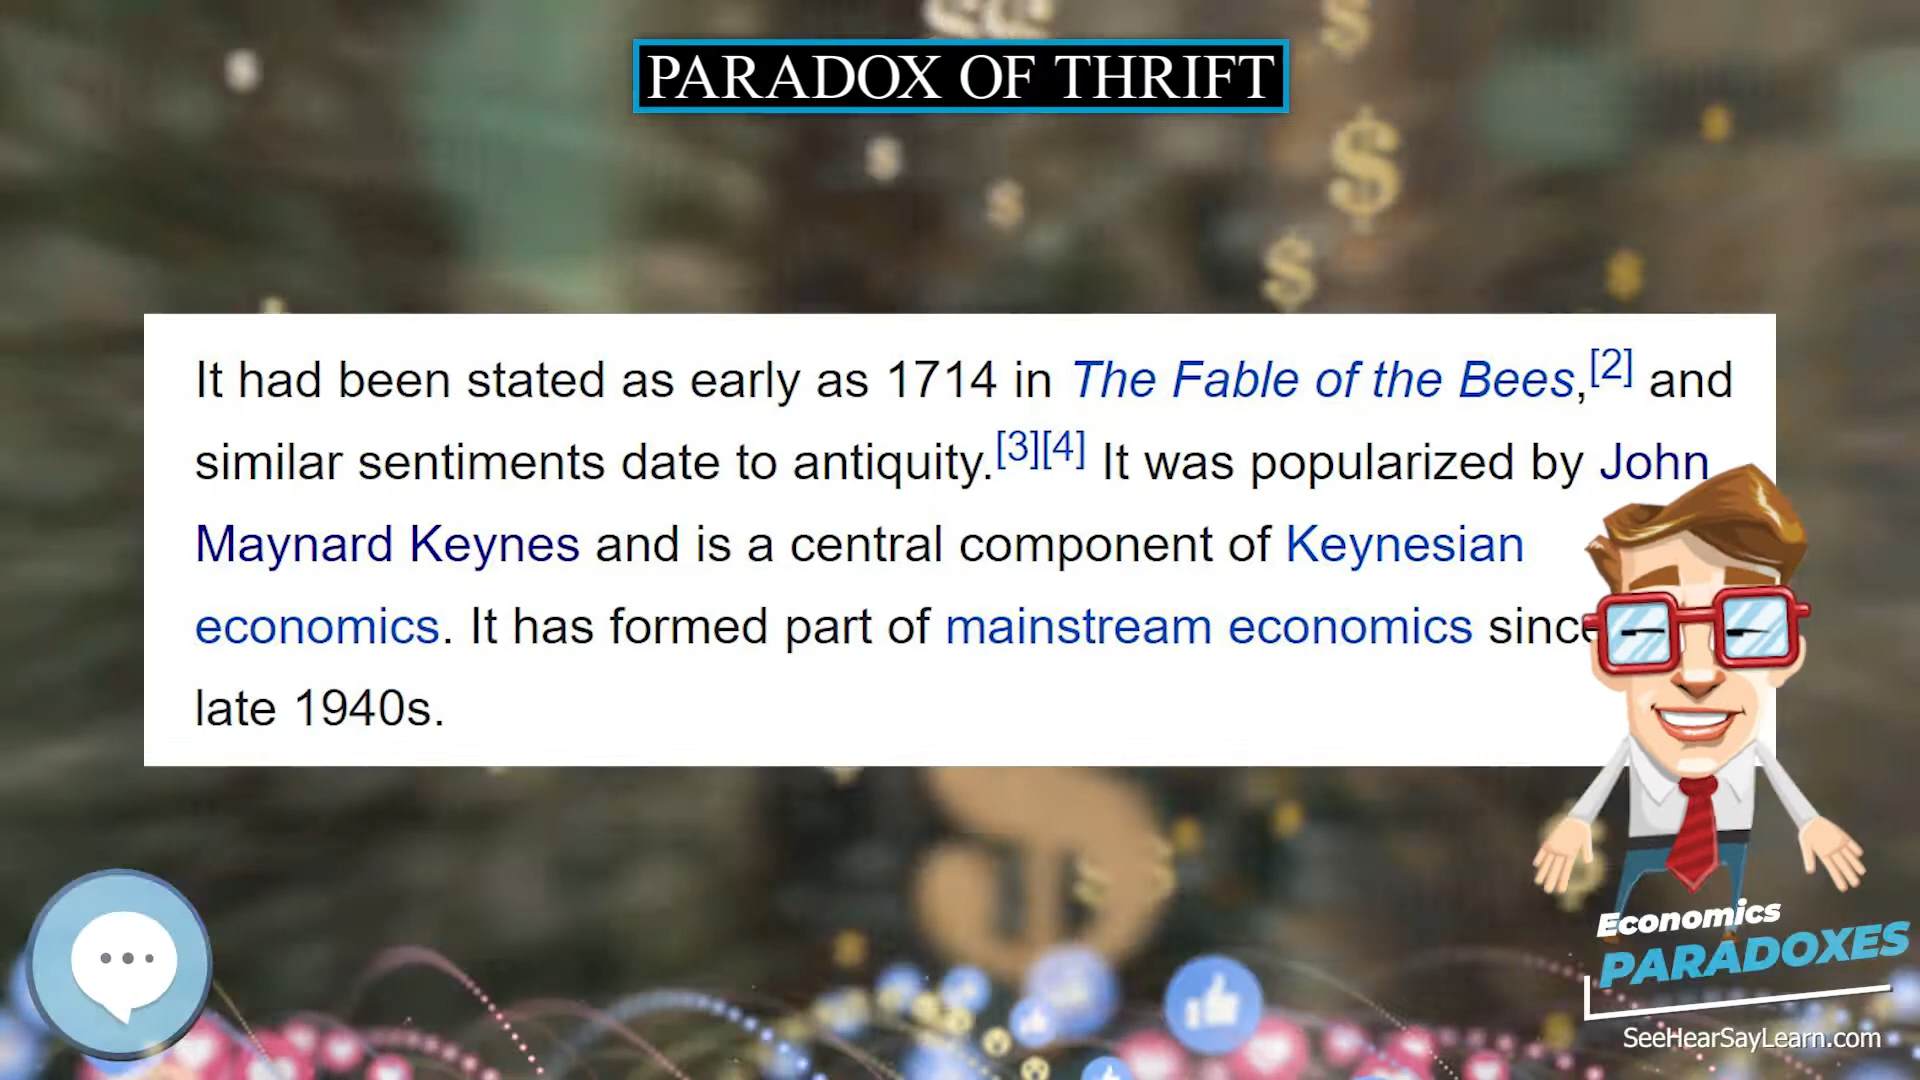 PARADOX OF THRIFT
It had been stated as early as 1714 in The Fable of the Bees,[2] and
similar sentiments date to antiquity.[3][4] It was popularized by John
Maynard Keynes and is a central component of Keynesian
economics. It has formed part of mainstream economics since
late 1940s.
Economics
PARADOXES
SeeHearSayLearn.com